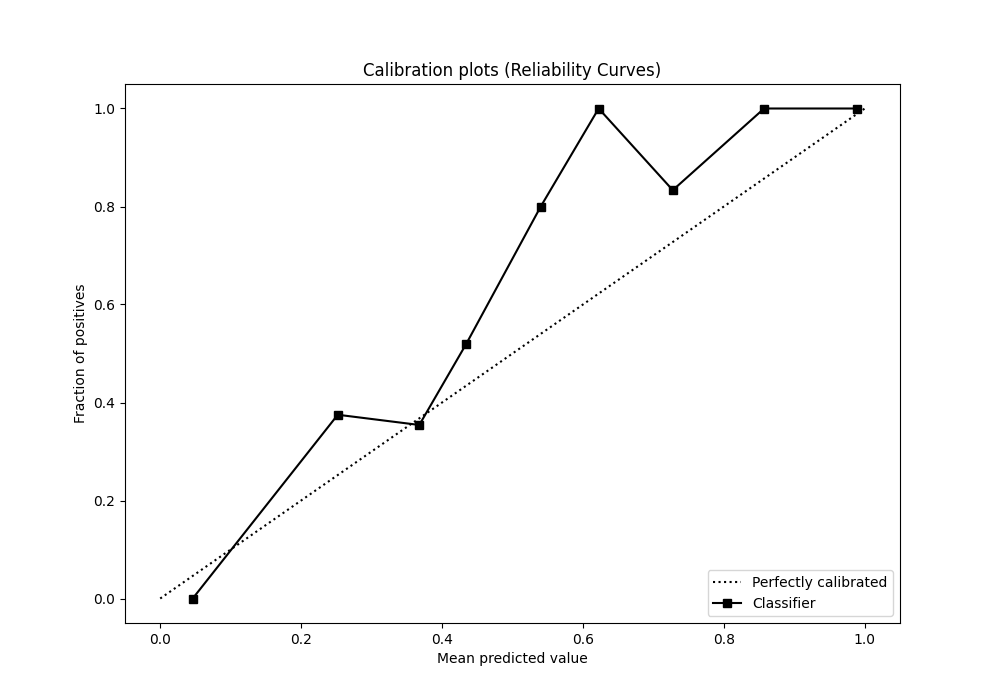 Calibration plots (Reliability Curves)
1.0
0.8
0.6
0.4
0.2
0.0
Fraction of positives
0.0 0.2 0.4 0.6 0.8 1.0
Mean predicted value
Perfectly calibrated
Classifier